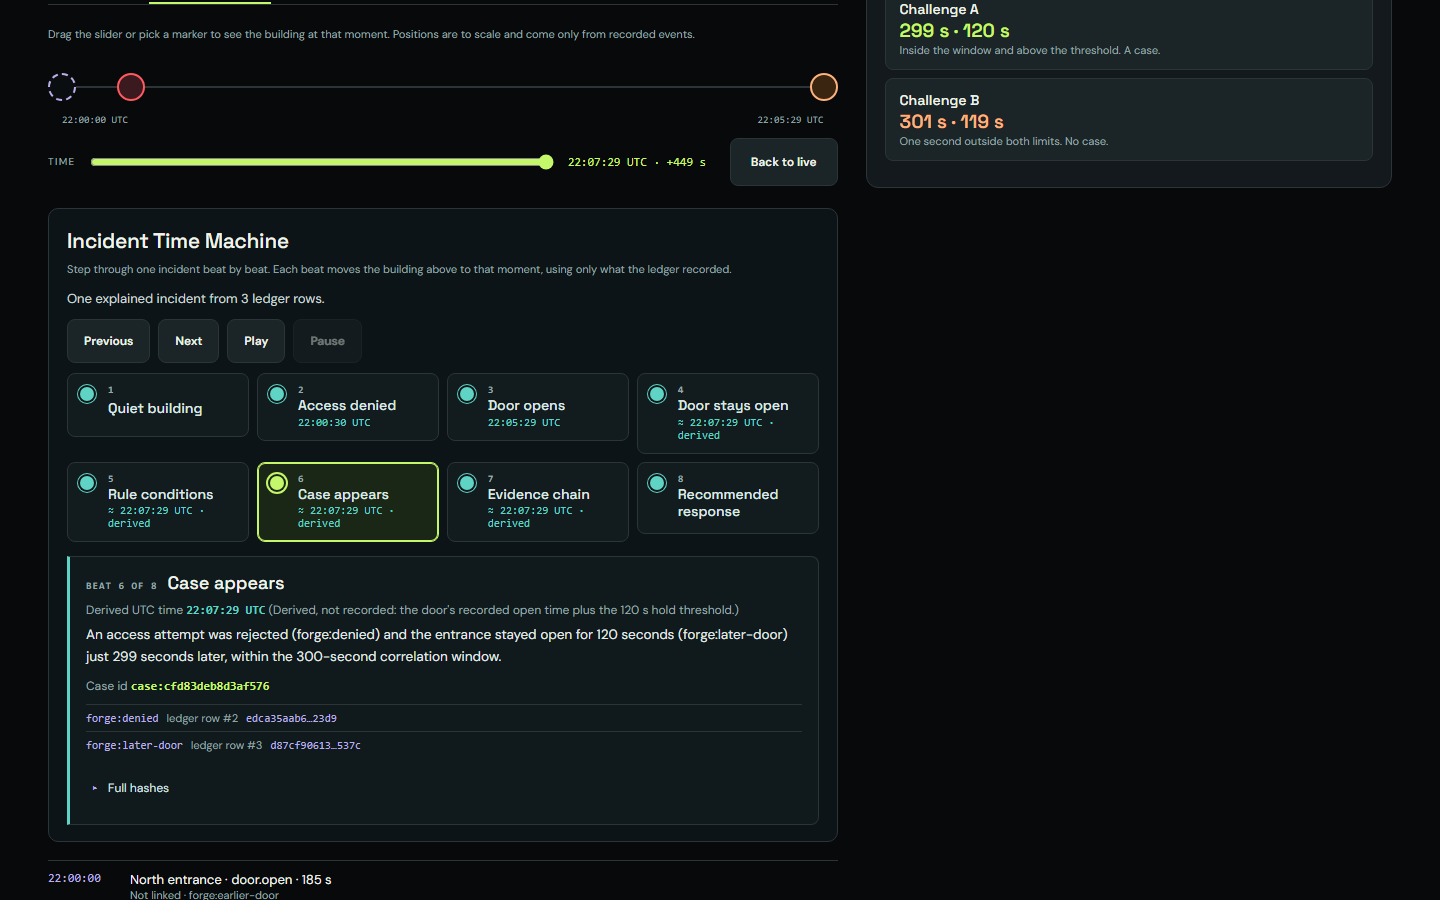 Drag the slider or pick a marker to see the building at that moment. Positions are to scale and come only from recorded events.
22:00:00 UTC
22:05:29 UTC
TIME
22:07:29 UTC · +449 s
Back to live
Incident Time Machine
Step through one incident beat by beat. Each beat moves the building above to that moment, using only what the ledger recorded.
One explained incident from 3 ledger rows.
Previous
Next
Play
Pause
1
Quiet building
2
Access denied
22:00:30 UTC
3
Door opens
22:05:29 UTC
4
Door stays open
≈ 22:07:29 UTC ·
derived
5
Rule conditions
≈ 22:07:29 UTC ·
derived
6
Case appears
≈ 22:07:29 UTC ·
derived
7
Evidence chain
≈ 22:07:29 UTC ·
derived
8
Recommended
response
BEAT 6 OF 8 Case appears
Derived UTC time 22:07:29 UTC (Derived, not recorded: the door's recorded open time plus the 120 s hold threshold.)
An access attempt was rejected (forge:denied) and the entrance stayed open for 120 seconds (forge:later-door)
just 299 seconds later, within the 300-second correlation window.
Case id case:cfd83deb8d3af576
forge:denied ledger row #2 edca35aab6…23d9
forge:later-door ledger row #3 d87cf90613…537c
Full hashes
22:00:00
North entrance · door.open · 185 s
Not linked · forge:earlier-door
Challenge A
299 s · 120 s
Inside the window and above the threshold. A case.
Challenge B
301 s · 119 s
One second outside both limits. No case.